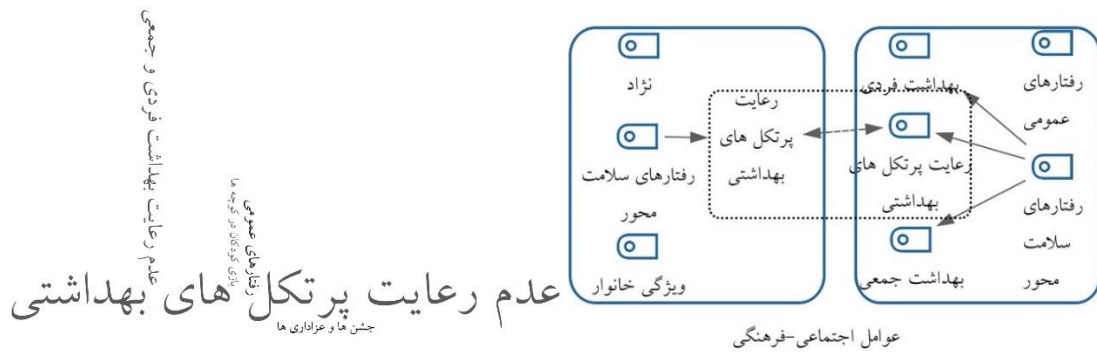 عدم رعایت بهداشت فردی و جمعی
رفتارهای عمومی
بازی کودکان در کوچه ها
عدم رعایت پرتکل های بهداشتی
جشن ها و عزاداری ها
رفتارهای
عمومی
رفتارهای
سلامت
محور
بهداشت فردی
رعایت پرتکل های
بهداشتی
بهداشت جمعی
رعایت
پرتکل های
بهداشتی
نژاد
رفتارهای سلامت
محور
ویژگی خانوار
عوامل اجتماعی-فرهنگی